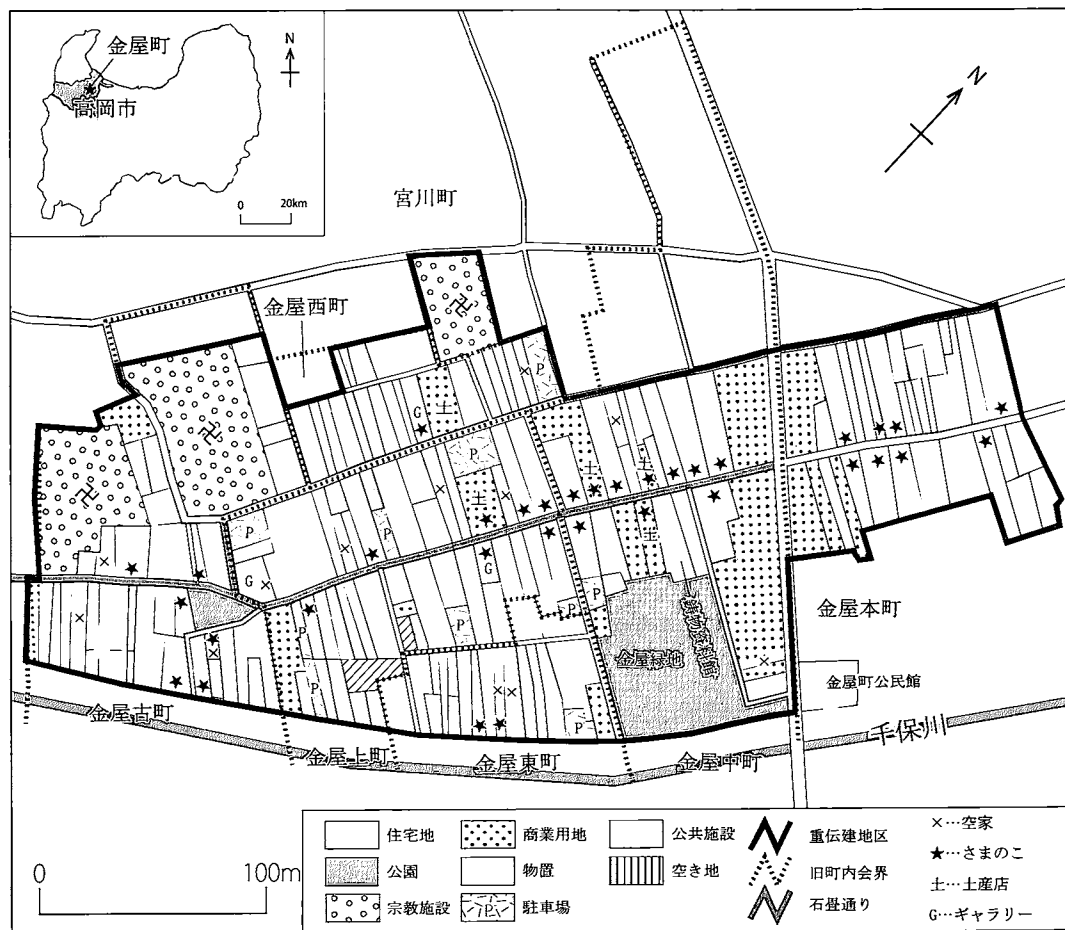 金屋町
N
高岡市
0 20km
N
宮川町
金屋西町
卍
卍
卍
P
土
G
P
土
土
土
土
P
P
G
G
P
P
P
P
P
鋳物資料館
金屋緑地
金屋本町
金屋町公民館
千保川
金屋古町
金屋上町
金屋東町
金屋中町
0 100m
住宅地
商業用地
公共施設
重伝建地区
×…空家
公園
物置
空き地
旧町内会界
★…さまのこ
宗教施設
P
駐車場
石畳通り
土…土産店
G…ギャラリー